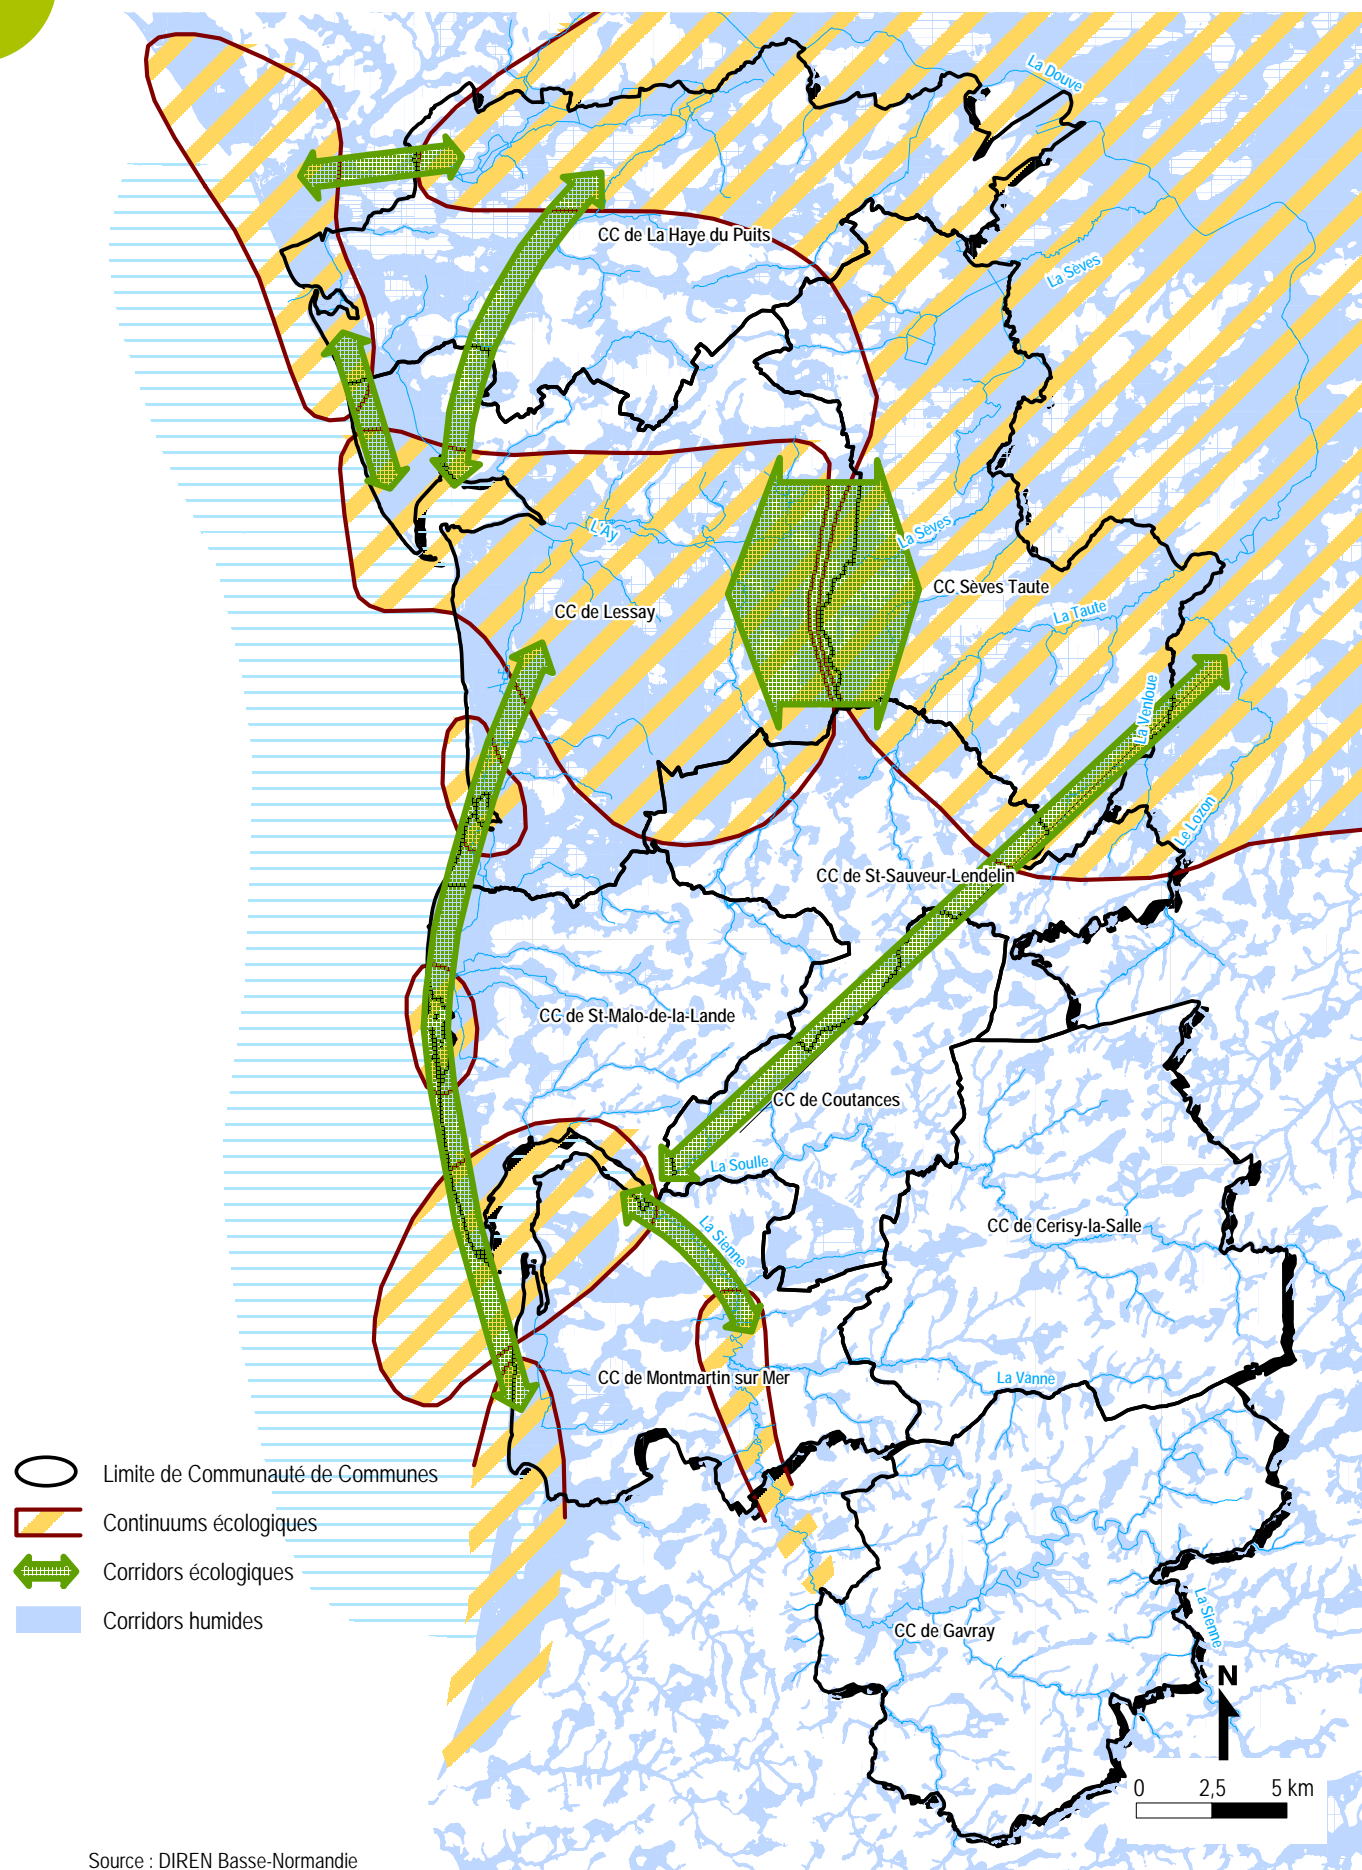 La Douve
CC de La Haye du Puits
La Sèves
L'Ay
La Sèves
CC Sèves Taute
CC de Lessay
La Taute
La Venloue
Le Lozon
CC de St-Sauveur-Lendelin
CC de St-Malo-de-la-Lande
CC de Coutances
La Soulle
La Sienne
CC de Cerisy-la-Salle
CC de Montmartin sur Mer
La Vanne
Limite de Communauté de Communes
Continuums écologiques
Corridors écologiques
Corridors humides
La Sienne
CC de Gavray
N
0 2,5 5 km
Source : DIREN Basse-Normandie